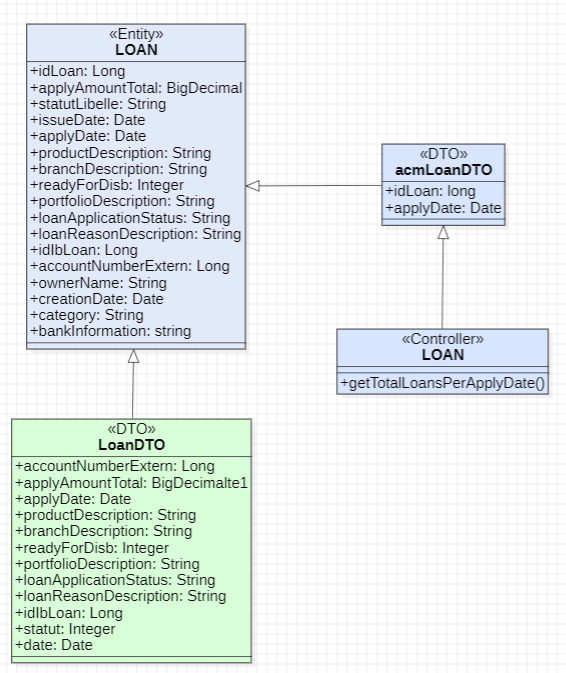 «Entity»
LOAN
+idLoan: Long
+applyAmountTotal: BigDecimal
+statutLibelle: String
+issueDate: Date
+applyDate: Date
+productDescription: String
+branchDescription: String
+readyForDisb: Integer
+portfolioDescription: String
+loanApplicationStatus: String
+loanReasonDescription: String
+idIbLoan: Long
+accountNumberExtern: Long
+ownerName: String
+creationDate: Date
+category: String
+bankInformation: string
«DTO»
acmLoanDTO
+idLoan: long
+applyDate: Date
«Controller»
LOAN
+getTotalLoansPerApplyDate()
«DTO»
LoanDTO
+accountNumberExtern: Long
+applyAmountTotal: BigDecimalte1
+applyDate: Date
+productDescription: String
+branchDescription: String
+readyForDisb: Integer
+portfolioDescription: String
+loanApplicationStatus: String
+loanReasonDescription: String
+idIbLoan: Long
+statut: Integer
+date: Date